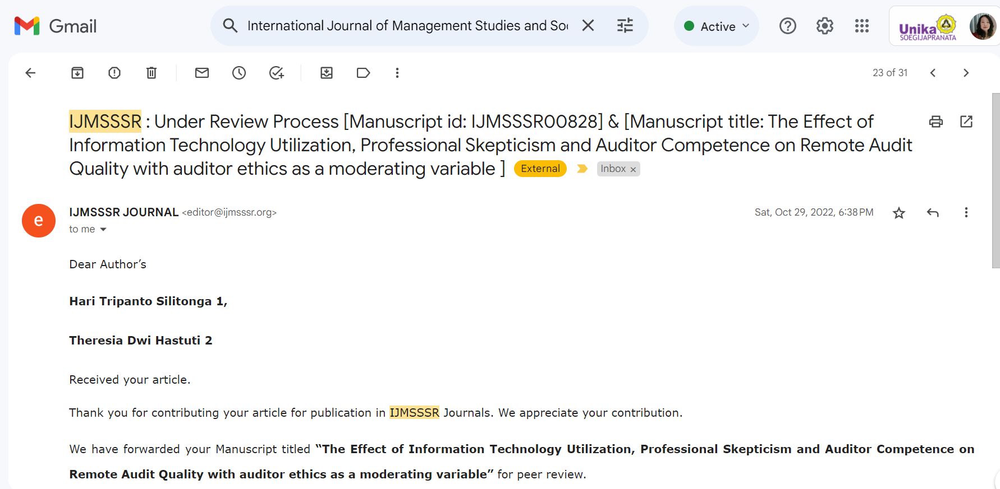 Gmail
International Journal of Management Studies and Soc
Active
Unika
SOEGIJAPRANATA
23 of 31
IJMSSSR : Under Review Process [Manuscript id: IJMSSSR00828] & [Manuscript title: The Effect of
Information Technology Utilization, Professional Skepticism and Auditor Competence on Remote Audit
Quality with auditor ethics as a moderating variable ] External Inbox ×
e
IJMSSSR JOURNAL <editor@ijmsssr.org>
Sat, Oct 29, 2022, 6:38 PM
to me
Dear Author’s
Hari Tripanto Silitonga 1,
Theresia Dwi Hastuti 2
Received your article.
Thank you for contributing your article for publication in IJMSSSR Journals. We appreciate your contribution.
We have forwarded your Manuscript titled “The Effect of Information Technology Utilization, Professional Skepticism and Auditor Competence on
Remote Audit Quality with auditor ethics as a moderating variable” for peer review.